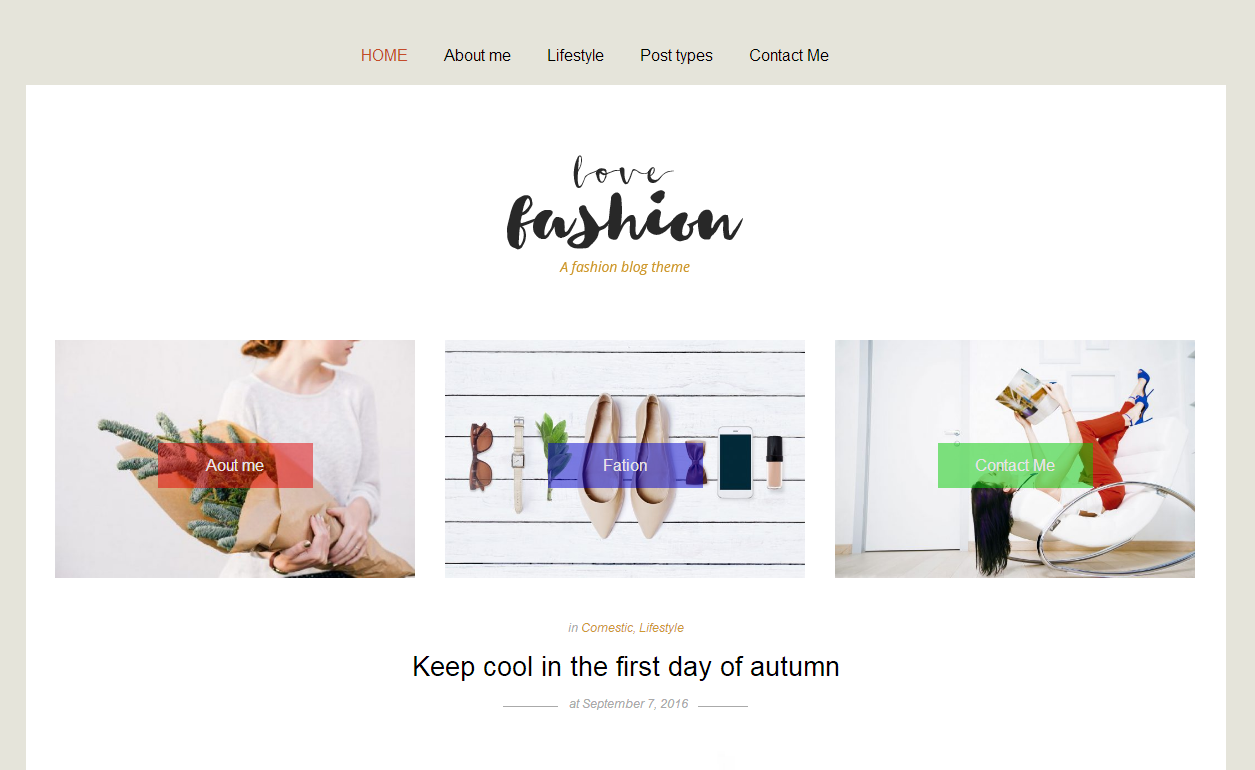 HOME About me Lifestyle Post types Contact Me
love
fashion
A fashion blog theme
Aout me
Fation
Contact Me
in Comestic, Lifestyle
Keep cool in the first day of autumn
at September 7, 2016